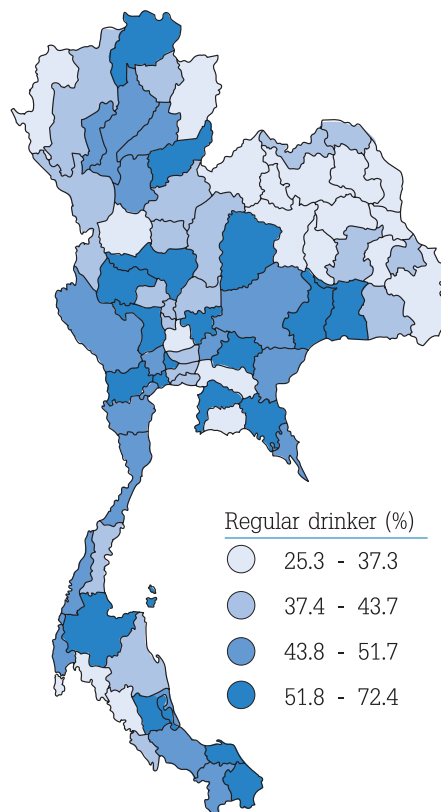 Regular drinker (%)
25.3 - 37.3
37.4 - 43.7
43.8 - 51.7
51.8 - 72.4